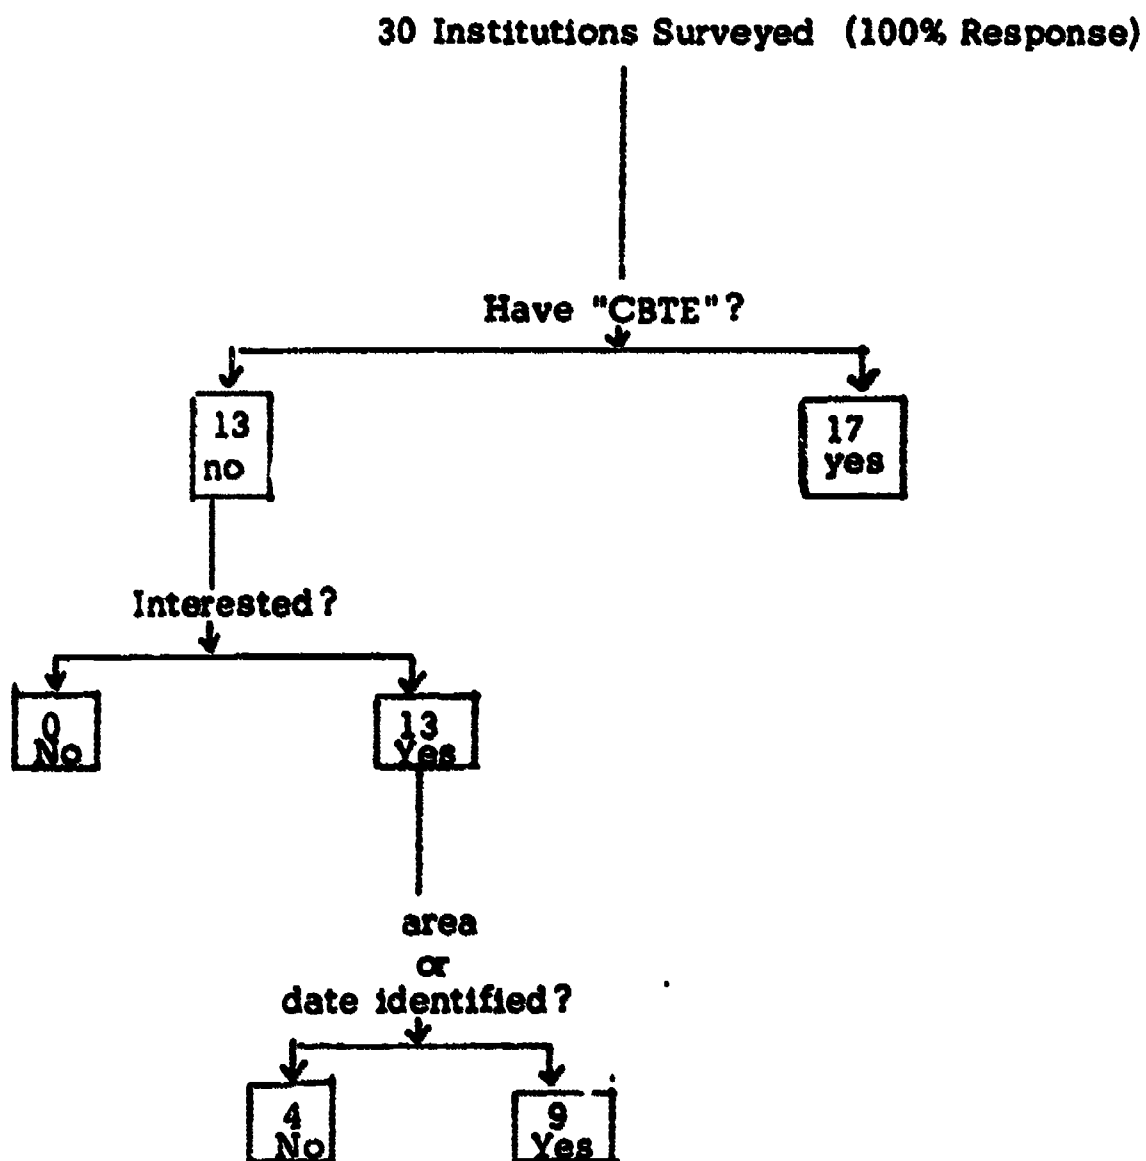 30 Institutions Surveyed (100% Response)
Have "CBTE"?
13
no
17
yes
Interested?
0
No
13
Yes
area
or
date identified?
4
No
9
Yes